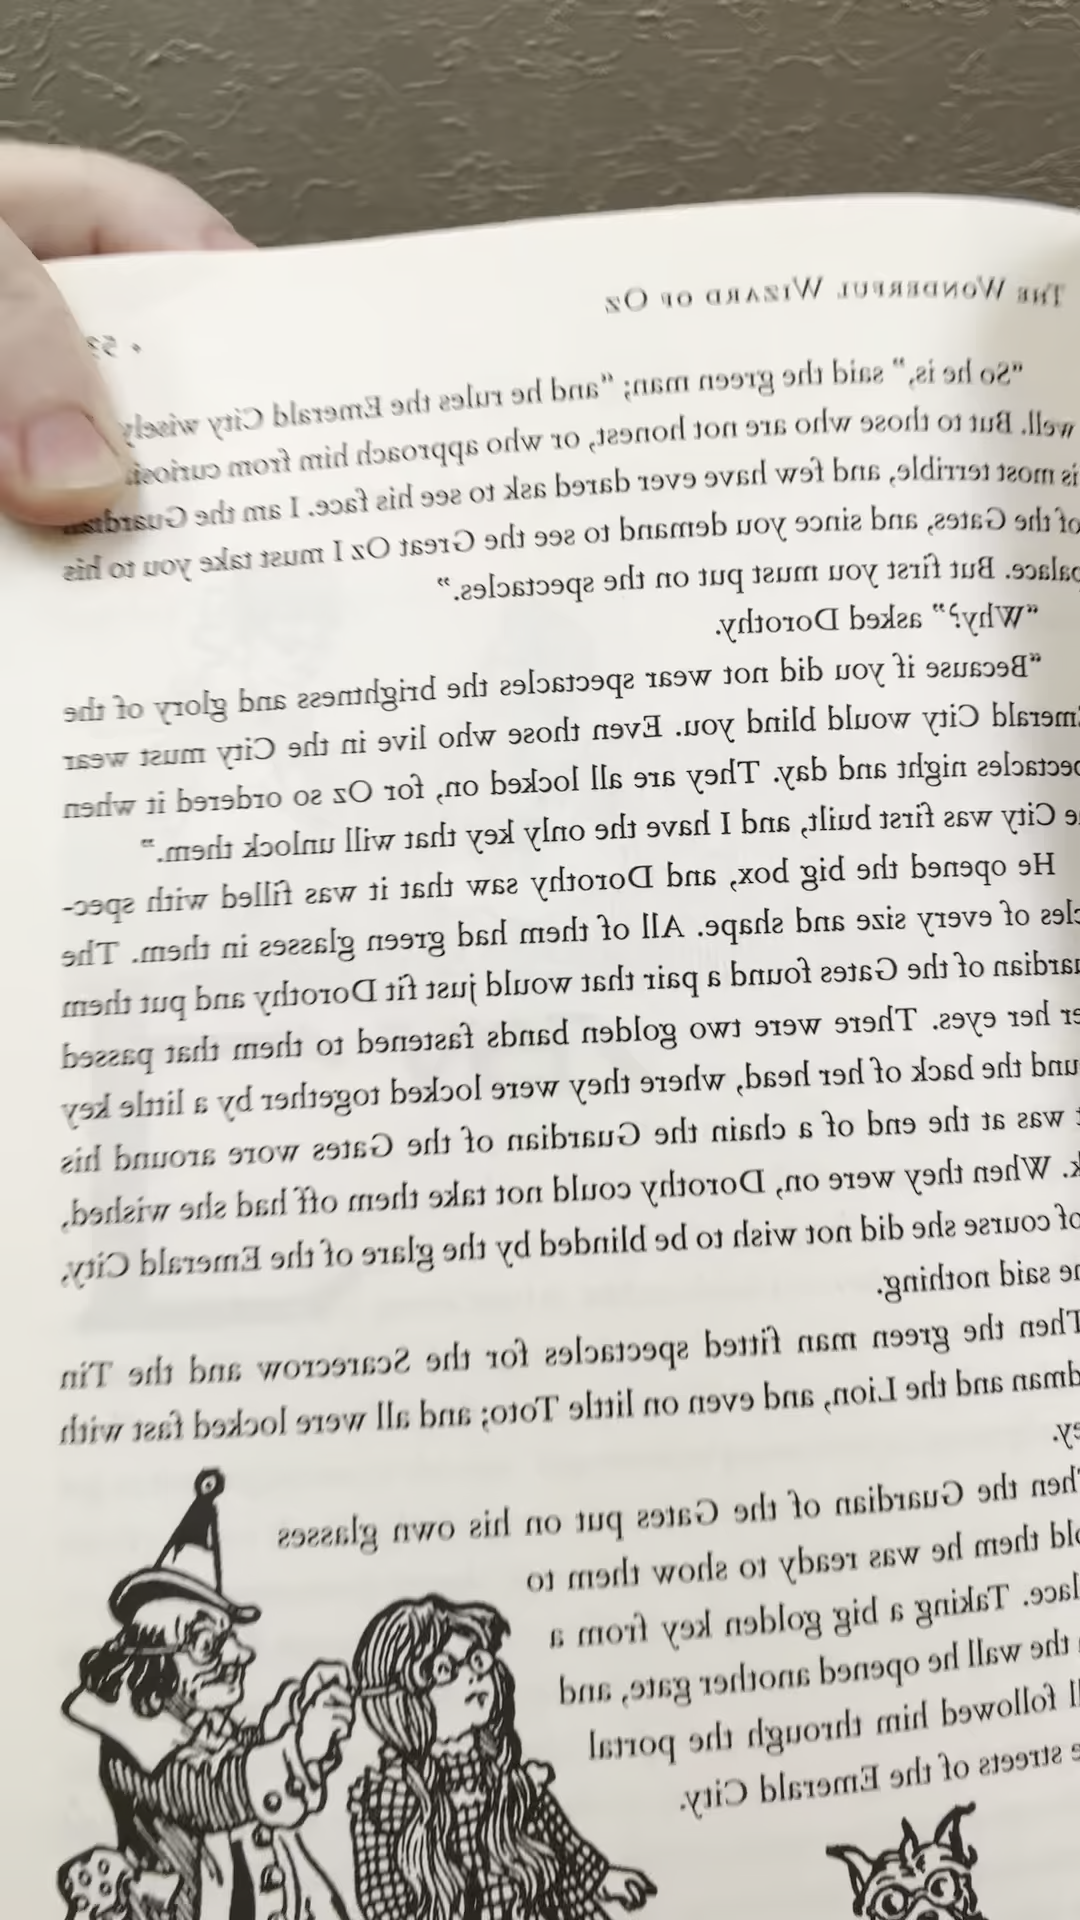 THE WONDERFUL WIZARD OF OZ
• 53
“So he is,” said the green man; “and he rules the Emerald City wisely
well. But to those who are not honest, or who approach him from
is most terrible, and few have ever dared ask to see his face. I am the Guardian
of the Gates, and since you demand to see the Great Oz I must take you to his
palace. But first you must put on the spectacles.”
“Why?” asked Dorothy.
“Because if you did not wear spectacles the brightness and glory of the
Emerald City would blind you. Even those who live in the City must wear
spectacles night and day. They are all locked on, for Oz so ordered it when
City was first built, and I have the only key that will unlock them.”
He opened the big box, and Dorothy saw that it was filled with spec-
of every size and shape. All of them had green glasses in them. The
of the Gates found a pair that would just fit Dorothy and put them
her eyes. There were two golden bands fastened to them that passed
the back of her head, where they were locked together by a little key
was at the end of a chain the Guardian of the Gates wore around his
When they were on, Dorothy could not take them off had she wished,
of course she did not wish to be blinded by the glare of the Emerald City,
said nothing.
Then the green man fitted spectacles for the Scarecrow and the Tin
and the Lion, and even on little Toto; and all were locked fast with
Then the Guardian of the Gates put on his own glasses
them he was ready to show them to
Taking a big golden key from a
the wall he opened another gate, and
followed him through the portal
streets of the Emerald City.